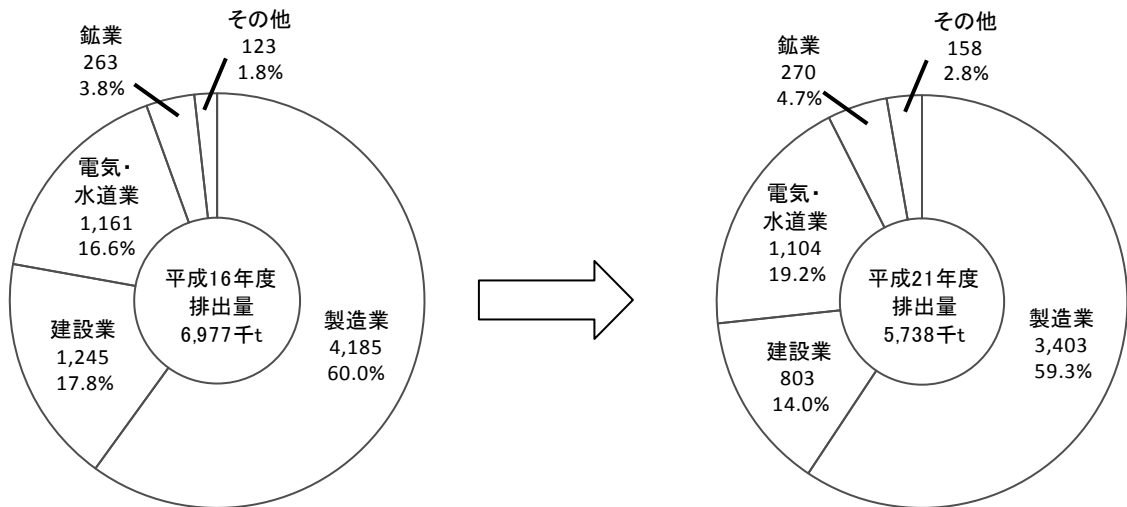 その他
123
1.8%
鉱業
263
3.8%
電気・
水道業
1,161
16.6%
建設業
1,245
17.8%
平成16年度
排出量
6,977千t
製造業
4,185
60.0%
その他
158
2.8%
鉱業
270
4.7%
電気・
水道業
1,104
19.2%
建設業
803
14.0%
平成21年度
排出量
5,738千t
製造業
3,403
59.3%